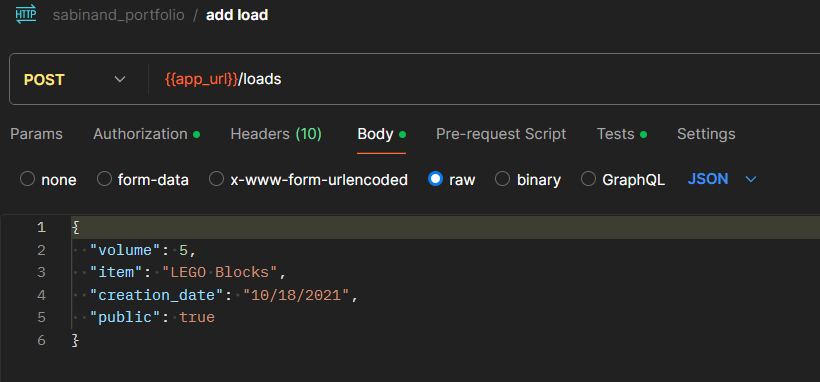 HTTP sabinand_portfolio / add load
POST {{app_url}}/loads
Params Authorization Headers (10) Body Pre-request Script Tests Settings
none form-data x-www-form-urlencoded raw binary GraphQL JSON
1 {
2 "volume": 5,
3 "item": "LEGO Blocks",
4 "creation_date": "10/18/2021",
5 "public": true
6 }